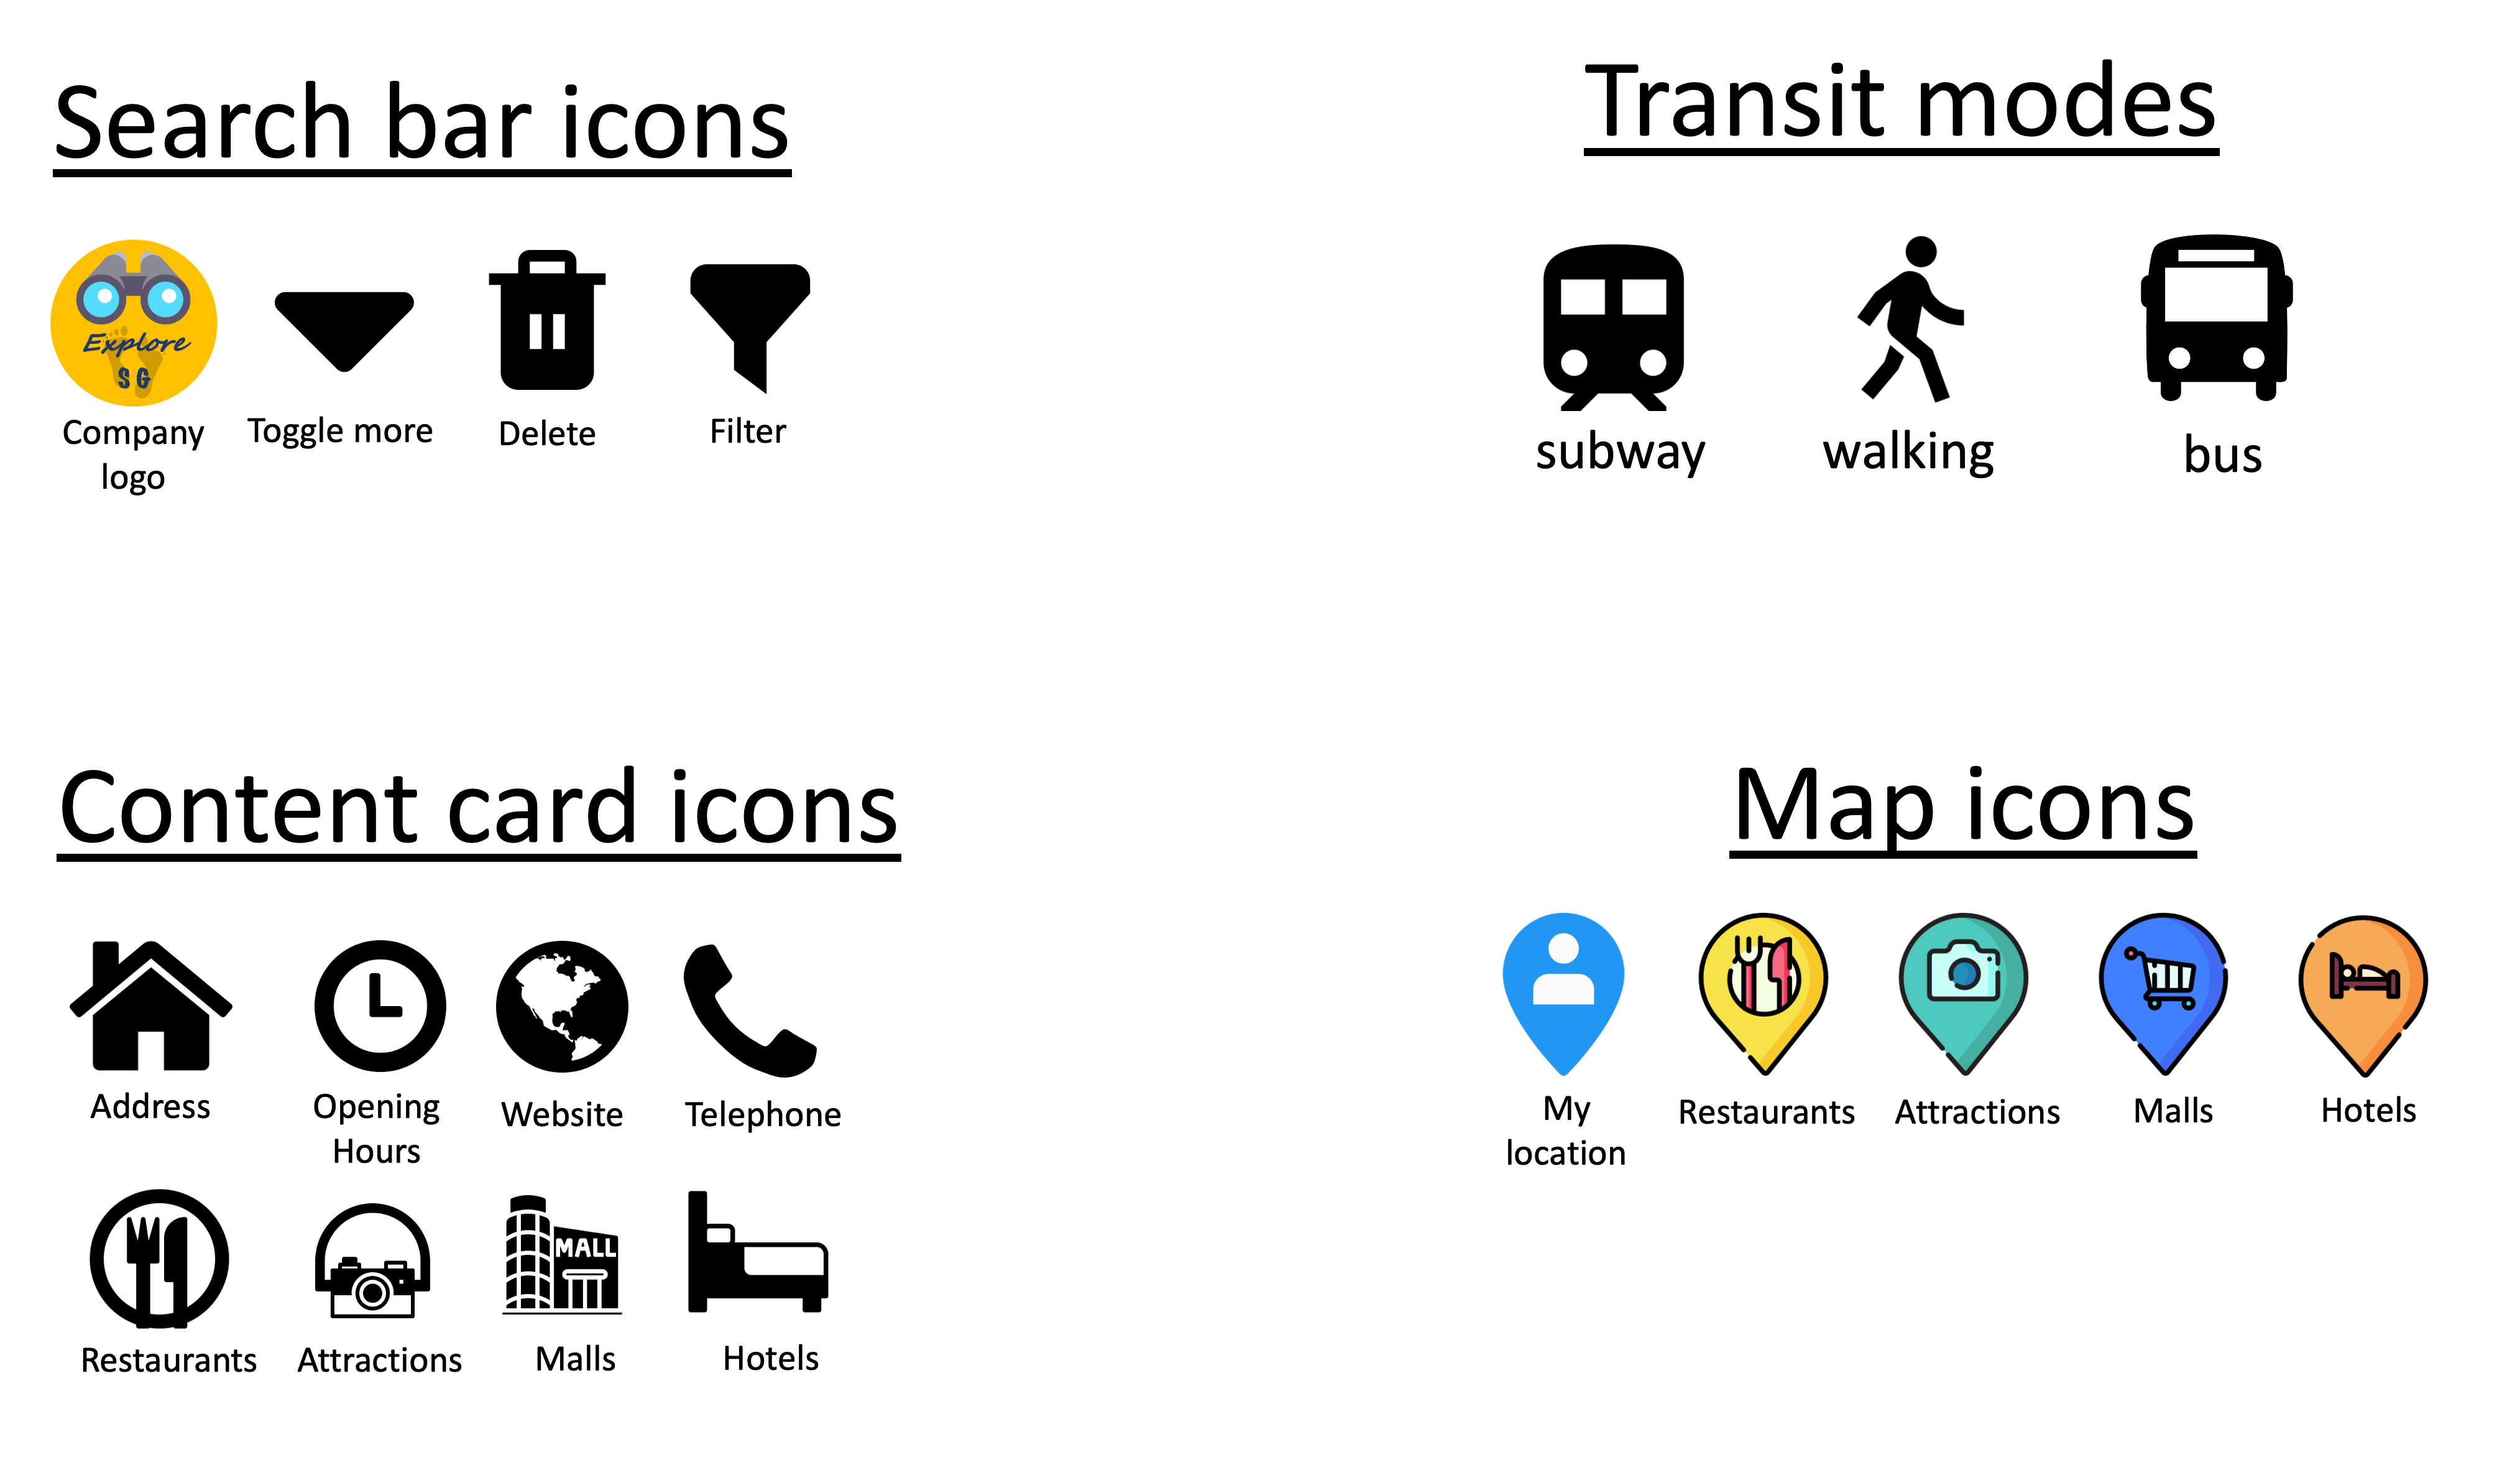 Search bar icons
Explore
SG
Company
logo
Toggle more
Delete
Filter
Transit modes
subway
walking
bus
Content card icons
Address
Opening
Hours
Website
Telephone
MALL
Restaurants
Attractions
Malls
Hotels
Map icons
My
location
Restaurants
Attractions
Malls
Hotels